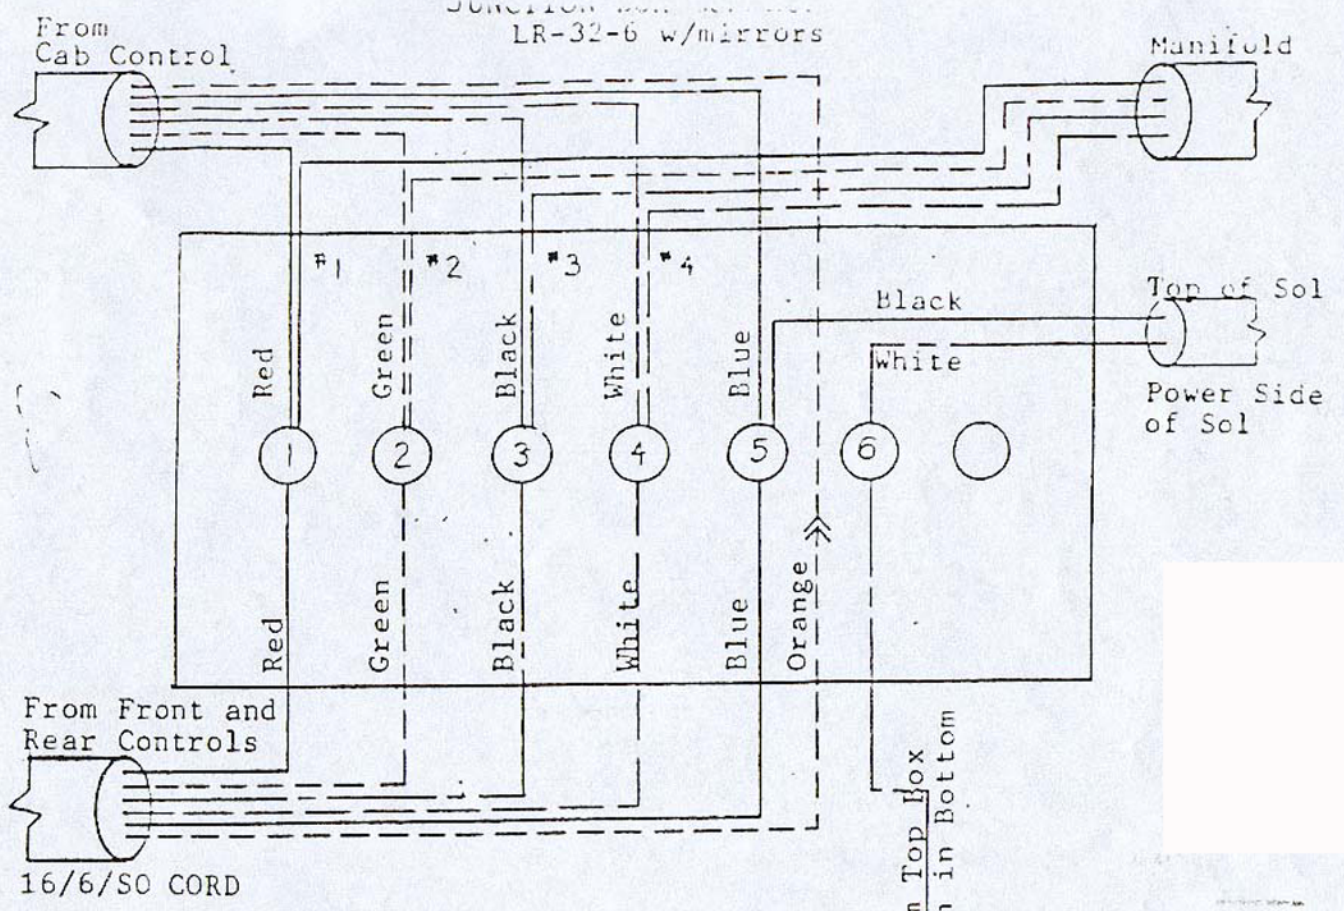 LR-32-6 w/mirrors
From
Cab Control
Manifold
#1
#2
#3
#4
Top of Sol
Black
White
Power Side
of Sol
Red
Green
Black
White
Blue
1
2
3
4
5
6
Red
Green
Black
White
Blue
Orange
From Front and
Rear Controls
16/6/SO CORD
Top Box
in Bottom